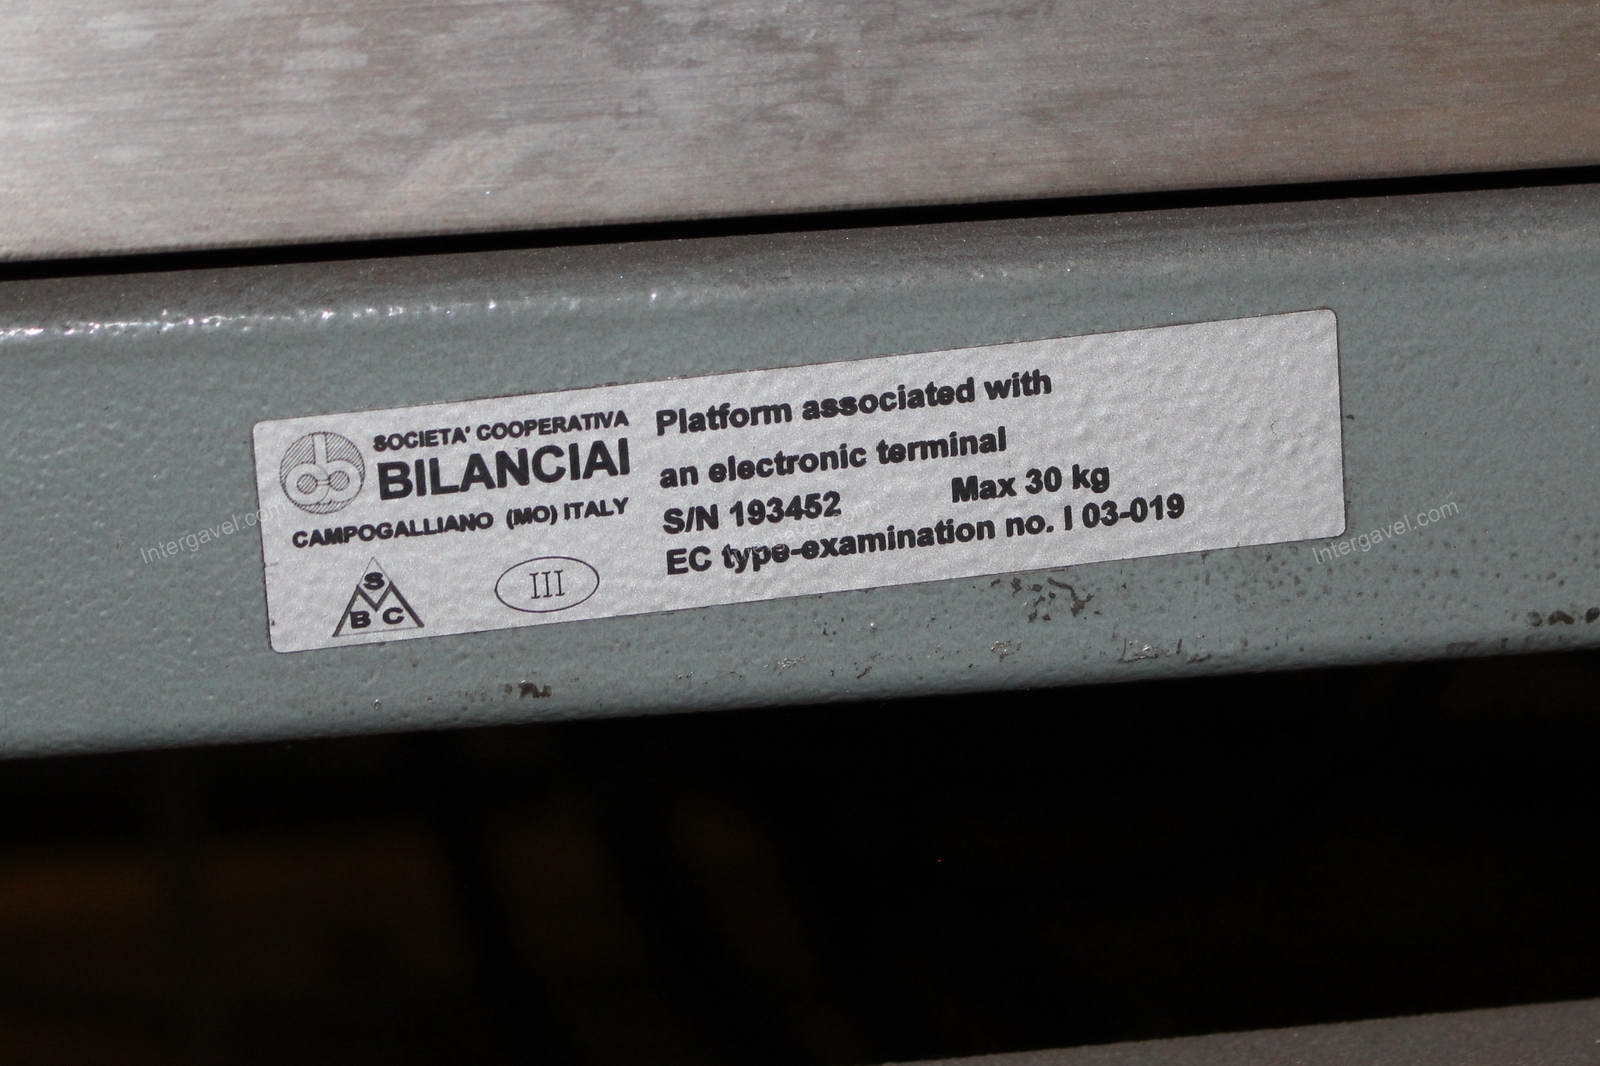 SOCIETA' COOPERATIVA
BILANCIAI
CAMPOGALLIANO (MO) ITALY
S
B C
III
Platform associated with
an electronic terminal
S/N 193452 Max 30 kg
EC type-examination no. I 03-019
Intergavel.com
Intergavel.com